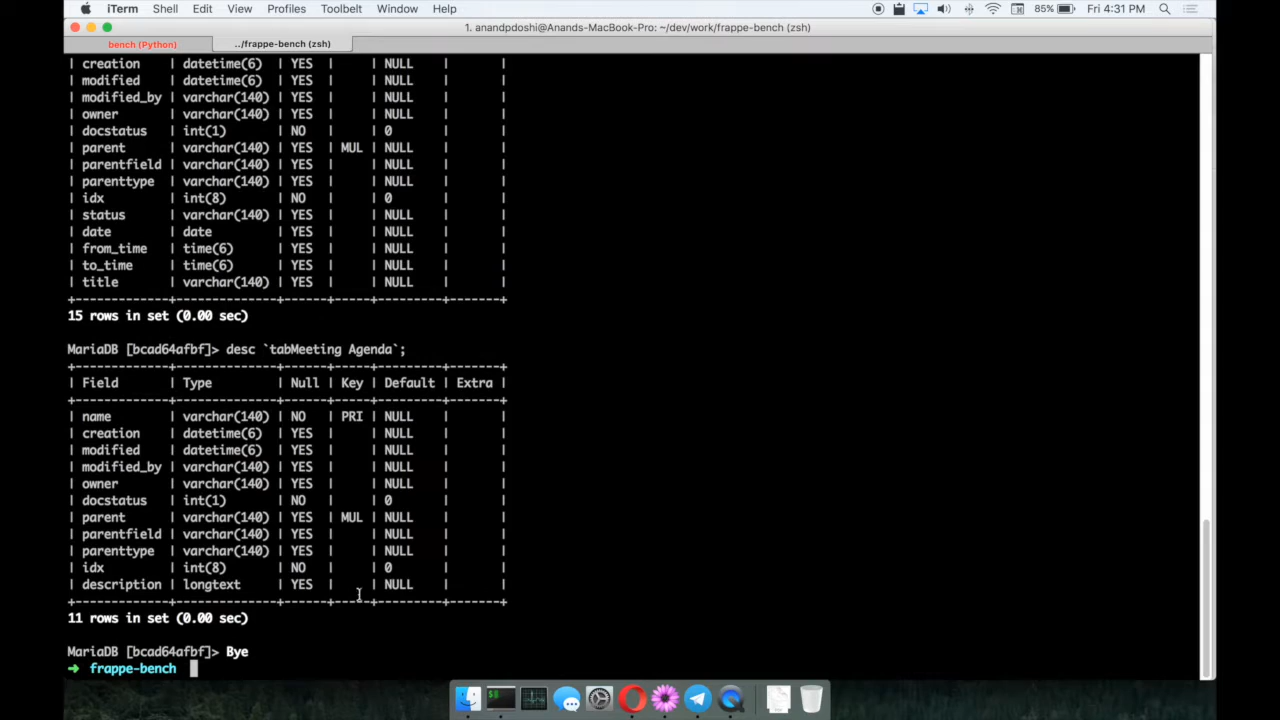 iTerm Shell Edit View Profiles Toolbelt Window Help 85% Fri 4:31 PM
1. anandpdoshi@Anands-MacBook-Pro: ~/dev/work/frappe-bench (zsh)
bench (Python) ../frappe-bench (zsh)
| creation | datetime(6) | YES | | NULL | |
| modified | datetime(6) | YES | | NULL | |
| modified_by | varchar(140) | YES | | NULL | |
| owner | varchar(140) | YES | | NULL | |
| docstatus | int(1) | NO | | 0 | |
| parent | varchar(140) | YES | MUL | NULL | |
| parentfield | varchar(140) | YES | | NULL | |
| parenttype | varchar(140) | YES | | NULL | |
| idx | int(8) | NO | | 0 | |
| status | varchar(140) | YES | | NULL | |
| date | date | YES | | NULL | |
| from_time | time(6) | YES | | NULL | |
| to_time | time(6) | YES | | NULL | |
| title | varchar(140) | YES | | NULL | |
+-------------+--------------+------+-----+---------+-------+
15 rows in set (0.00 sec)
MariaDB [bcad64afbf]> desc `tabMeeting Agenda`;
+-------------+--------------+------+-----+---------+-------+
| Field | Type | Null | Key | Default | Extra |
+-------------+--------------+------+-----+---------+-------+
| name | varchar(140) | NO | PRI | NULL | |
| creation | datetime(6) | YES | | NULL | |
| modified | datetime(6) | YES | | NULL | |
| modified_by | varchar(140) | YES | | NULL | |
| owner | varchar(140) | YES | | NULL | |
| docstatus | int(1) | NO | | 0 | |
| parent | varchar(140) | YES | MUL | NULL | |
| parentfield | varchar(140) | YES | | NULL | |
| parenttype | varchar(140) | YES | | NULL | |
| idx | int(8) | NO | | 0 | |
| description | longtext | YES | | NULL | |
+-------------+--------------+------+-----+---------+-------+
11 rows in set (0.00 sec)
MariaDB [bcad64afbf]> Bye
➜ frappe-bench